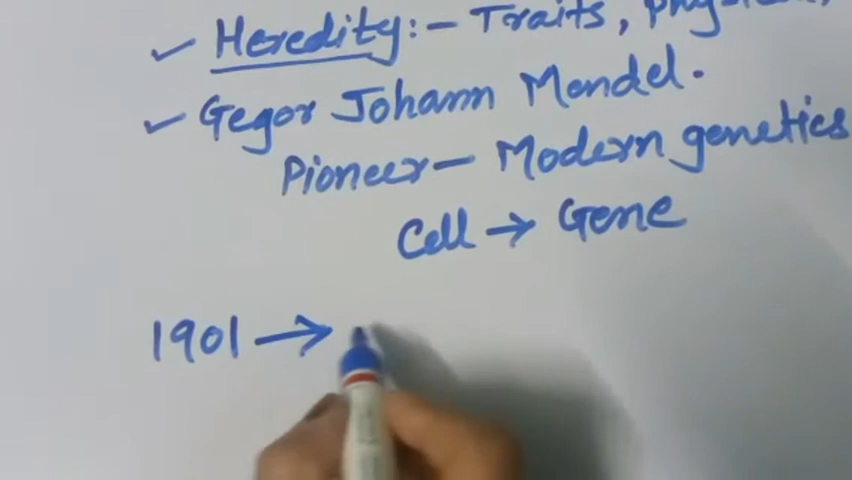 ✓ Heredity:- Traits,
✓ Gegor Johann Mendel.
Pioneer- Modern genetics
Cell → Gene
1901 →